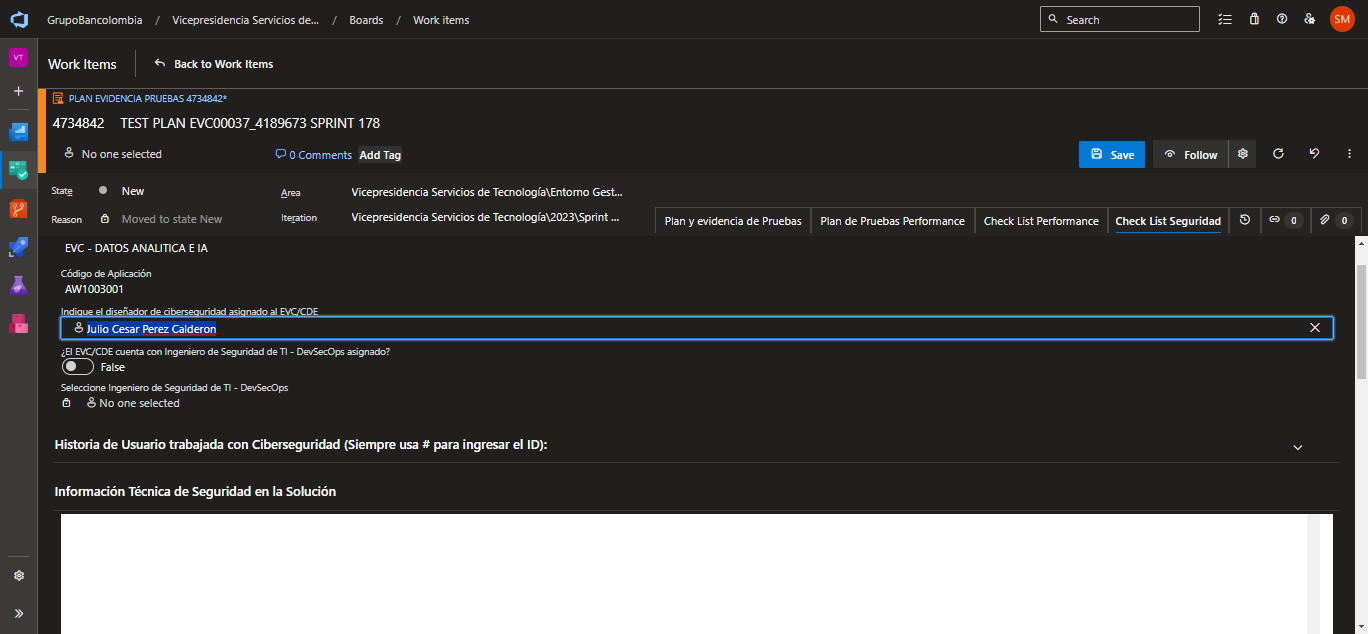 GrupoBancolombia / Vicepresidencia Servicios de... / Boards / Work items
Search
SM
VT
Work Items
Back to Work Items
PLAN EVIDENCIA PRUEBAS 4734842*
4734842 TEST PLAN EVC00037_4189673 SPRINT 178
No one selected
0 Comments
Add Tag
Save
Follow
State
New
Area
Vicepresidencia Servicios de Tecnología\Entorno Gest...
Reason
Moved to state New
Iteration
Vicepresidencia Servicios de Tecnología\2023\Sprint ...
Plan y evidencia de Pruebas
Plan de Pruebas Performance
Check List Performance
Check List Seguridad
0
0
EVC - DATOS ANALITICA E IA
Código de Aplicación
AW1003001
Indique el diseñador de ciberseguridad asignado al EVC/CDE
Julio Cesar Perez Calderon
¿El EVC/CDE cuenta con Ingeniero de Seguridad de TI - DevSecOps asignado?
False
Seleccione Ingeniero de Seguridad de TI - DevSecOps
No one selected
Historia de Usuario trabajada con Ciberseguridad (Siempre usa # para ingresar el ID):
Información Técnica de Seguridad en la Solución